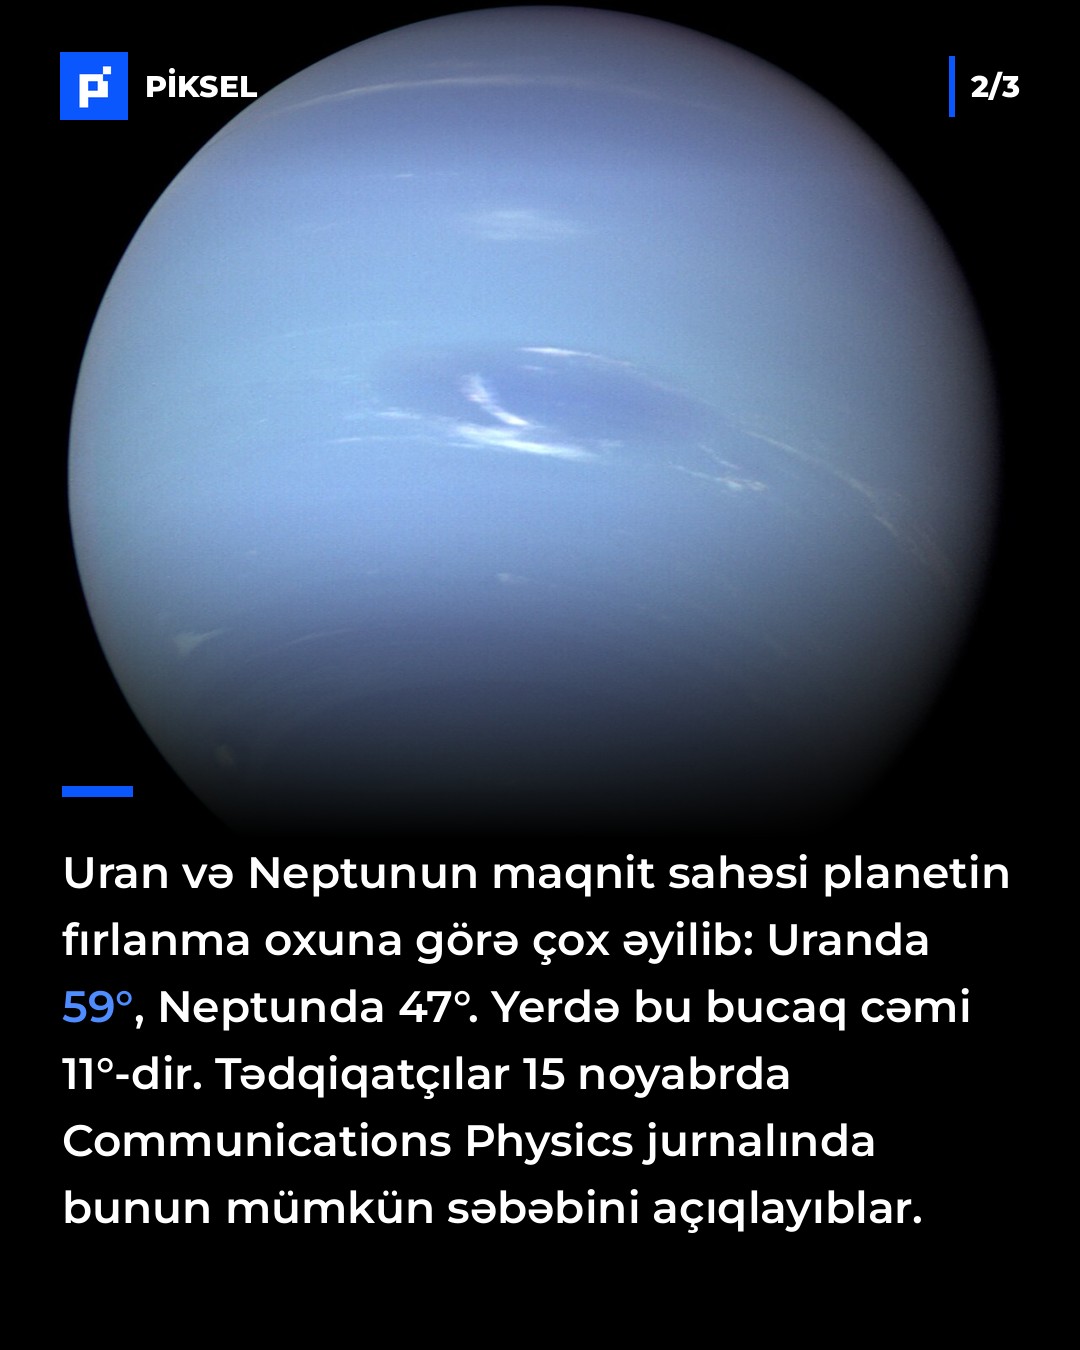 PİKSEL
2/3
Uran və Neptunun maqnit sahəsi planetin
fırlanma oxuna görə çox əyilib: Uranda
59°, Neptunda 47°. Yerdə bu bucaq cəmi
11°-dir. Tədqiqatçılar 15 noyabrda
Communications Physics jurnalında
bunun mümkün səbəbini açıqlayıblar.